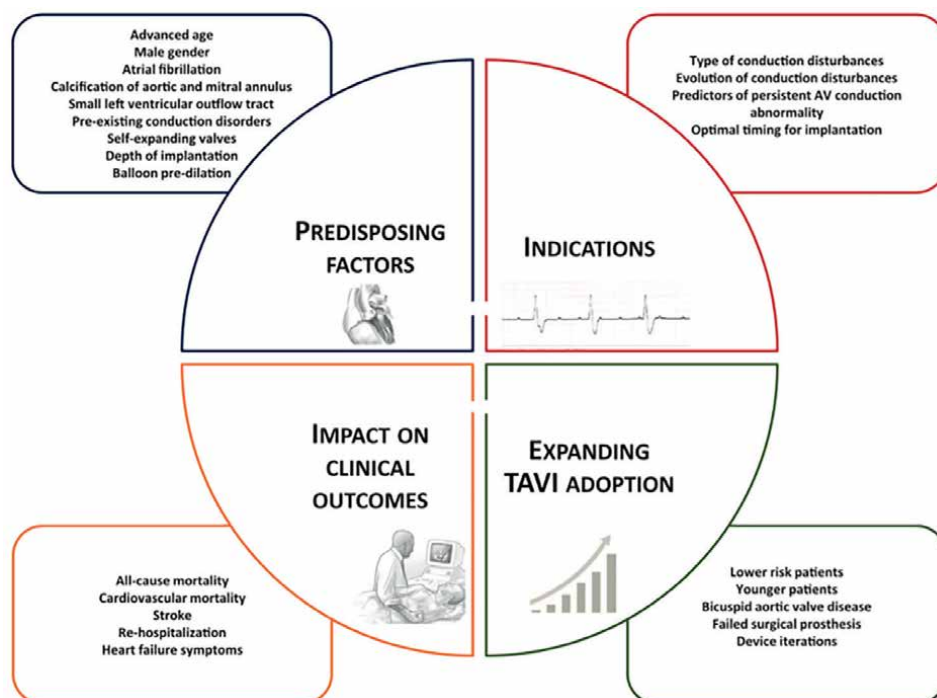 Advanced age
Male gender
Atrial fibrillation
Calcification of aortic and mitral annulus
Small left ventricular outflow tract
Pre-existing conduction disorders
Self-expanding valves
Depth of implantation
Balloon pre-dilation
PREDISPOSING
FACTORS
Type of conduction disturbances
Evolution of conduction disturbances
Predictors of persistent AV conduction
abnormality
Optimal timing for implantation
INDICATIONS
IMPACT ON
CLINICAL
OUTCOMES
All-cause mortality
Cardiovascular mortality
Stroke
Re-hospitalization
Heart failure symptoms
EXPANDING
TAVI ADOPTION
Lower risk patients
Younger patients
Bicuspid aortic valve disease
Failed surgical prosthesis
Device iterations